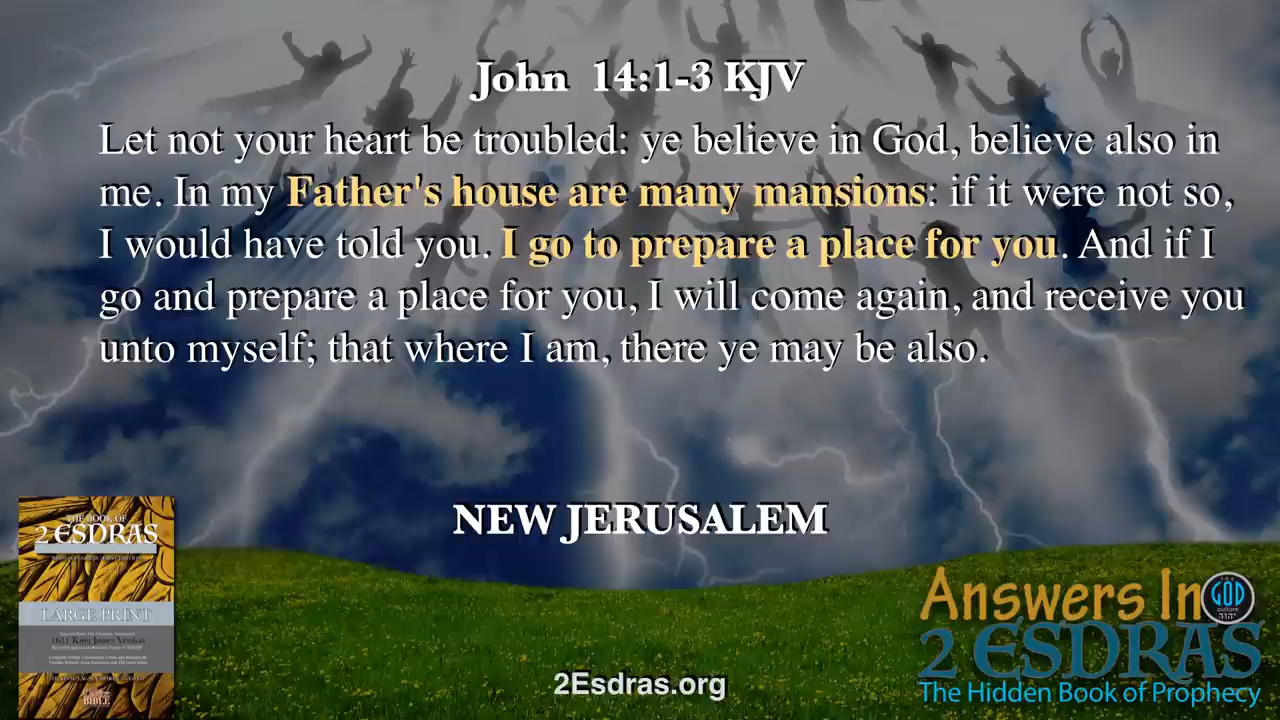 John 14:1-3 KJV
Let not your heart be troubled: ye believe in God, believe also in
me. In my Father's house are many mansions: if it were not so,
I would have told you. I go to prepare a place for you. And if I
go and prepare a place for you, I will come again, and receive you
unto myself; that where I am, there ye may be also.
NEW JERUSALEM
THE BOOK OF
2 ESDRAS
LARGE PRINT
1611 King James Version
BIBLE
2Esdras.org
Answers In
THE
GOD
culture
יהוה
2 ESDRAS
The Hidden Book of Prophecy